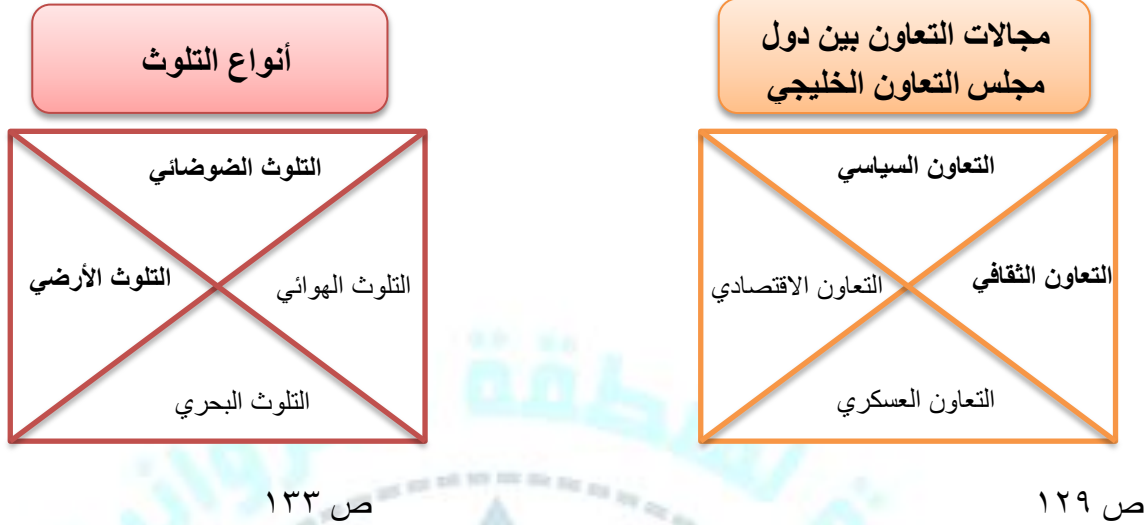 مجالات التعاون بين دول
مجلس التعاون الخليجي
التعاون السياسي
التعاون الثقافي
التعاون الاقتصادي
التعاون العسكري
ص ١٢٩
أنواع التلوث
التلوث الضوضائي
التلوث الهوائي
التلوث الأرضي
التلوث البحري
ص ١٣٣